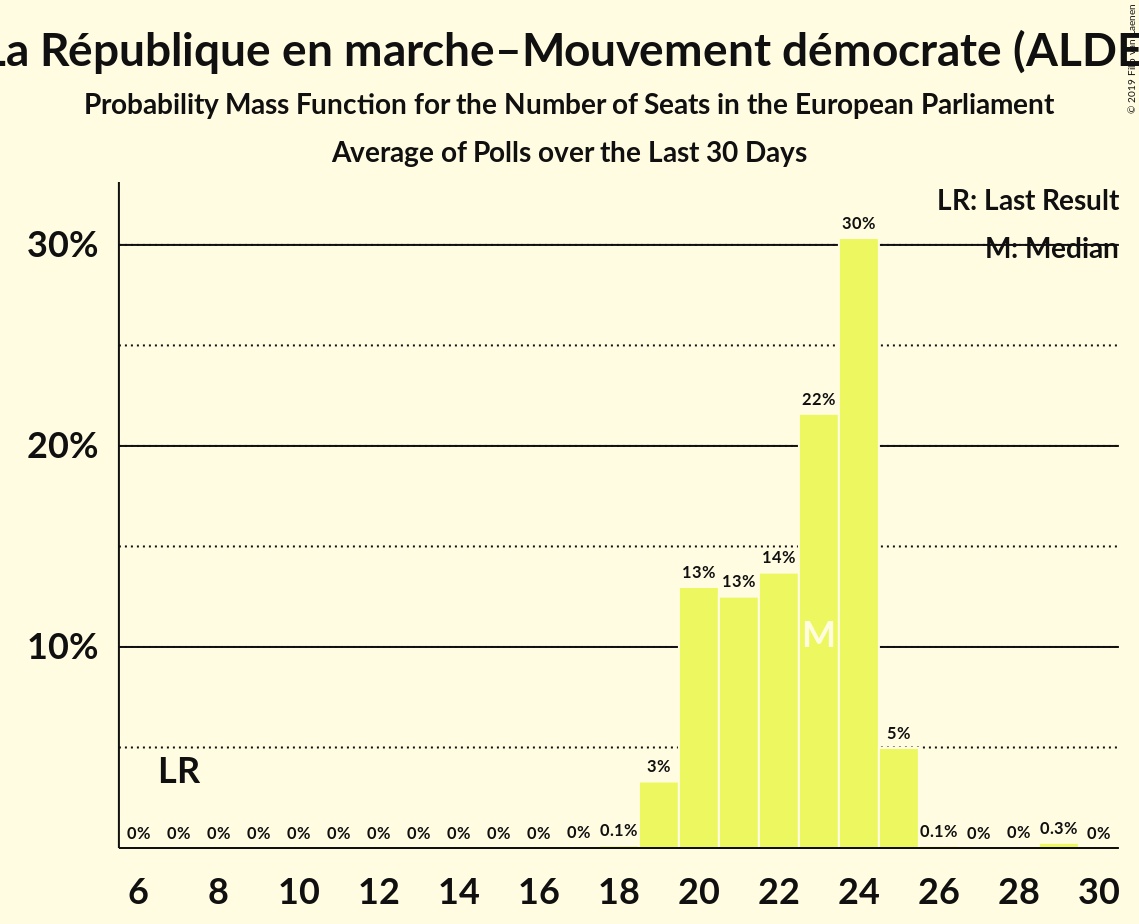 La République en marche–Mouvement démocrate (ALDE
Probability Mass Function for the Number of Seats in the European Parliament
Average of Polls over the Last 30 Days
© 2019 Filip
LR: Last Result
M: Median
30%
20%
10%
30%
22%
14%
13%
13%
5%
3%
M
LR
0% 0% 0% 0% 0% 0% 0% 0% 0% 0% 0% 0% 0.1% 0.1% 0% 0% 0.3% 0%
6 8 10 12 14 16 18 20 22 24 26 28 30